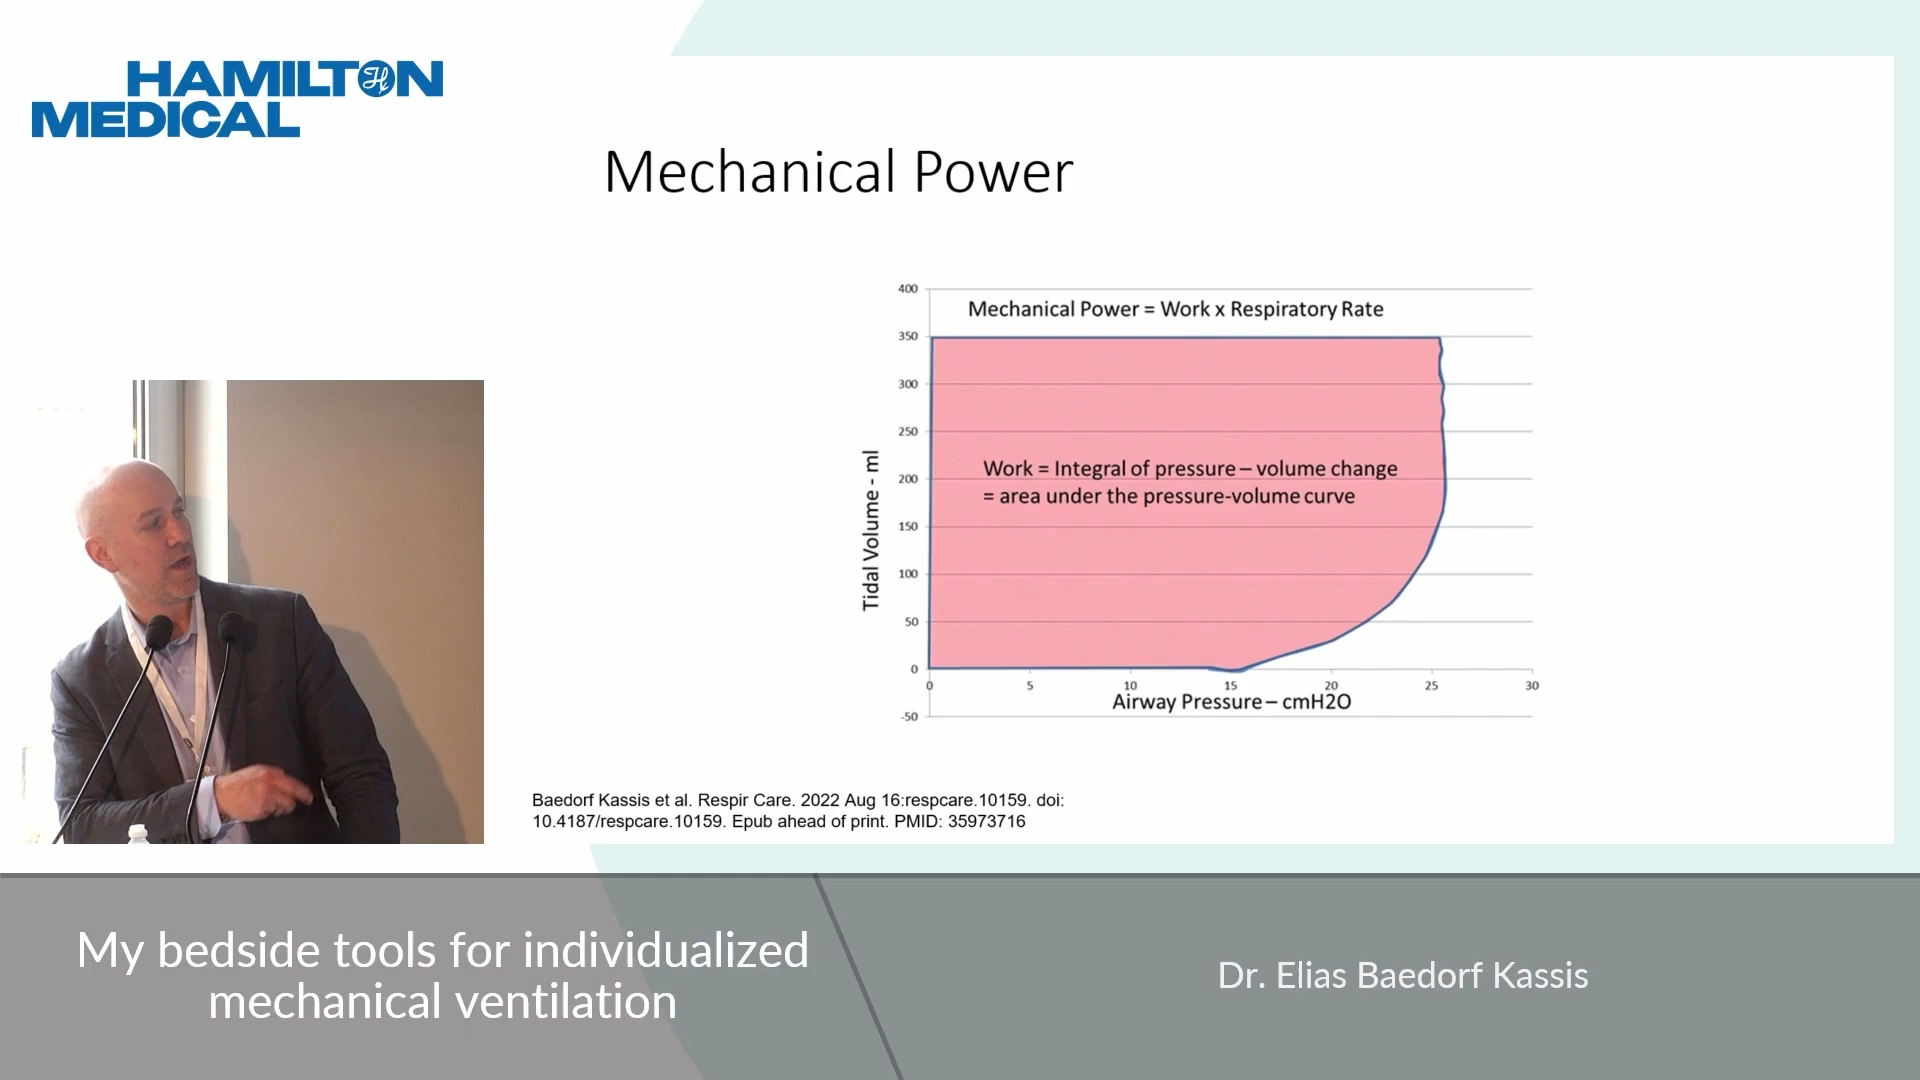 HAMILTON
MEDICAL
Mechanical Power
400
Mechanical Power = Work x Respiratory Rate
350
300
250
Work = Integral of pressure – volume change
200
= area under the pressure-volume curve
150
100
50
0
-50
Tidal Volume - ml
0 5 10 15 20 25 30
Airway Pressure – cmH2O
Baedorf Kassis et al. Respir Care. 2022 Aug 16:respcare.10159. doi:
10.4187/respcare.10159. Epub ahead of print. PMID: 35973716
My bedside tools for individualized
mechanical ventilation
Dr. Elias Baedorf Kassis